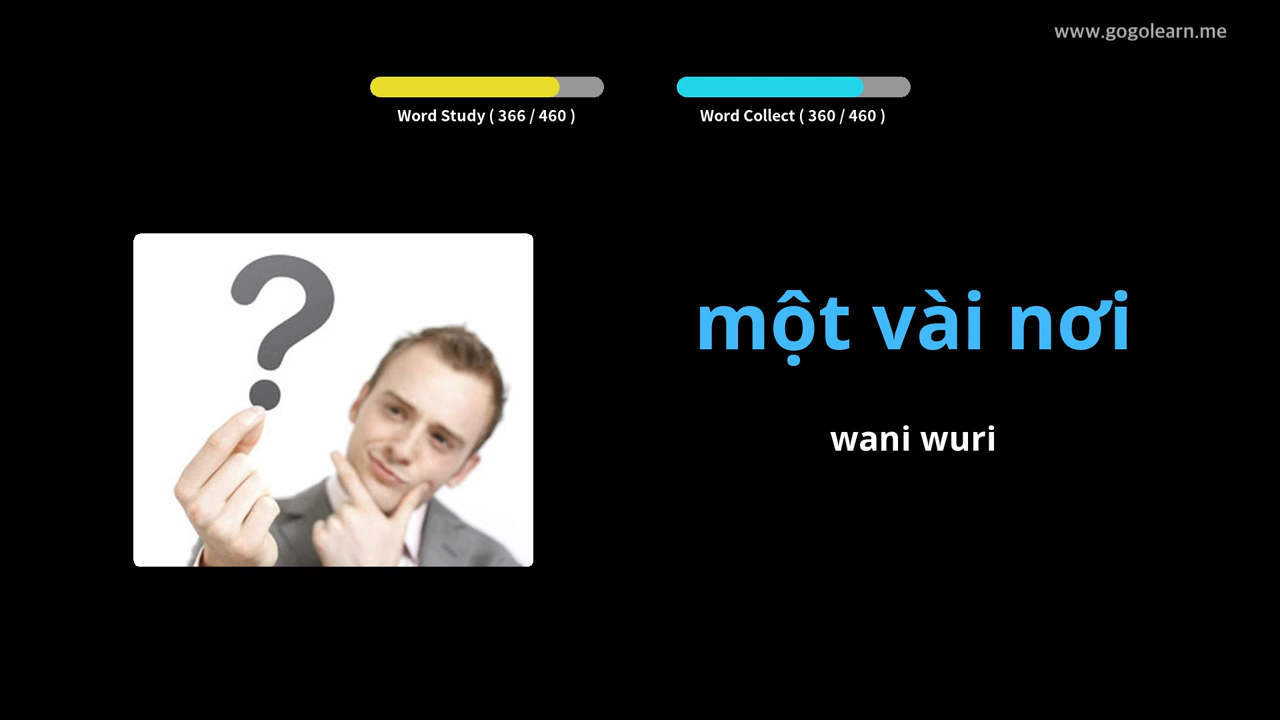 www.gogolearn.me
Word Study ( 366 / 460 )
Word Collect ( 360 / 460 )
một vài nơi
wani wuri